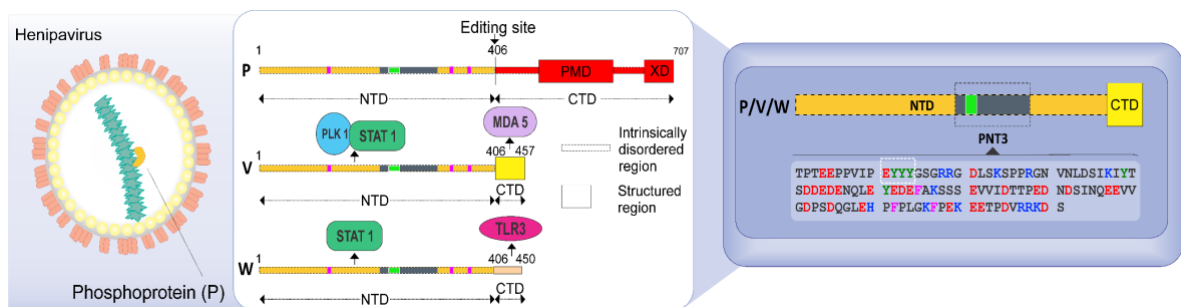 Henipavirus
Phosphoprotein (P)
Editing site
1 406 707
P PMD XD
NTD CTD
PLK 1 STAT 1 MDA 5
1 406 457
V
NTD CTD
STAT 1 TLR3
1 406 450
W
NTD CTD
Intrinsically
disordered
region
Structured
region
P/V/W NTD CTD
PNT3
TPTEEPPVIP EYYYGSGRRG DLSKSPPRGN VNLDSIKIYT
SDDEDENQLE YEDEFAKSSS EVVIDTTPED NDSINQEEVV
GDPSDQGLEH PFPLGKFPEK EETPDVRRKD S